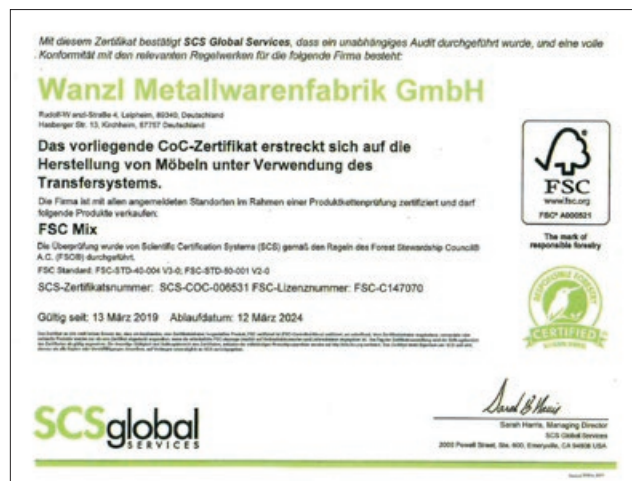 Mit diesem Zertifikat bestätigt SCS Global Services, dass ein unabhängiges Audit durchgeführt wurde, und eine volle
Konformität mit den relevanten Regelwerken für die folgende Firma besteht:
Wanzl Metallwarenfabrik GmbH
4, Leipheim, 89340, Deutschland
Hasberger Str. 13, Kirchheim, 87757 Deutschland
Das vorliegende CoC-Zertifikat erstreckt sich auf die
Herstellung von Möbeln unter Verwendung des
Transfersystems.
Die Firma ist mit allen angemeldeten Standorten im Rahmen einer Produktkettenprüfung zertifiziert und darf
folgende Produkte verkaufen:
FSC Mix
Die Überprüfung wurde von Scientific Certification Systems (SCS) gemäß den Regeln des Forest Stewardship Council®
A.C. (FSC®) durchgeführt.
FSC Standard: FSC-STD-40-004 V3-0; FSC-STD-50-001 V2-0
SCS-Zertifikatsnummer: SCS-COC-006531 FSC-Lizenznummer: FSC-C147070
Gültig seit: 13 März 2019 Ablaufdatum: 12 März 2024
FSC
www.fsc.org
FSC® A000521
The mark of
responsible forestry
RESPONSIBLE FORESTRY
CERTIFIED
SCSglobal
SERVICES
Sarah Harris, Managing Director
SCS Global Services
2000 Powell Street, Ste. 600, Emeryville, CA 94608 USA